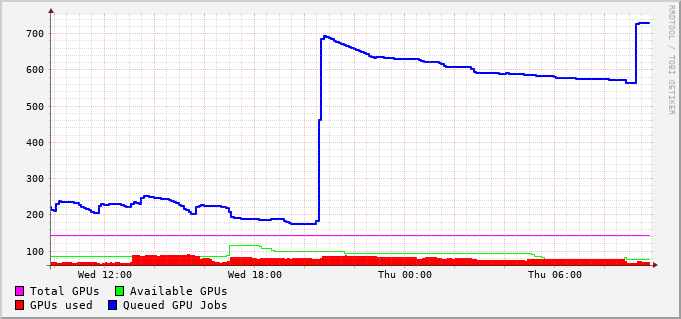 700
600
500
400
300
200
100
Wed 12:00 Wed 18:00 Thu 00:00 Thu 06:00
Total GPUs Available GPUs
GPUs used Queued GPU Jobs
RRDTOOL / TOBI OETIKER